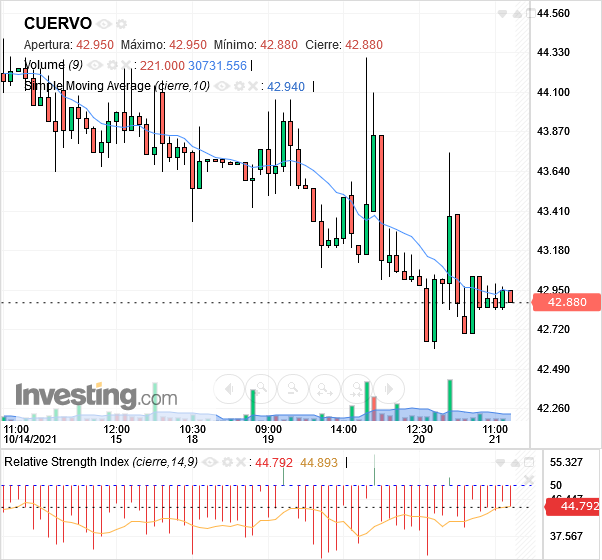 CUERVO
Apertura: 42.950 Máximo: 42.950 Mínimo: 42.880 Cierre: 42.880
Volume (9) : 221.000 30731.556
Simple Moving Average (cierre,10) : 42.940
44.560
44.330
44.100
43.870
43.640
43.410
43.180
42.950
42.880
42.720
42.490
42.260
Investing.com
11:00 12:00 10:30 09:00 14:00 12:30 11:00
10/14/2021 15 18 19 20 21
Relative Strength Index (cierre,14,9) : 44.792 44.893
55.327
50
46.447
44.792
37.567